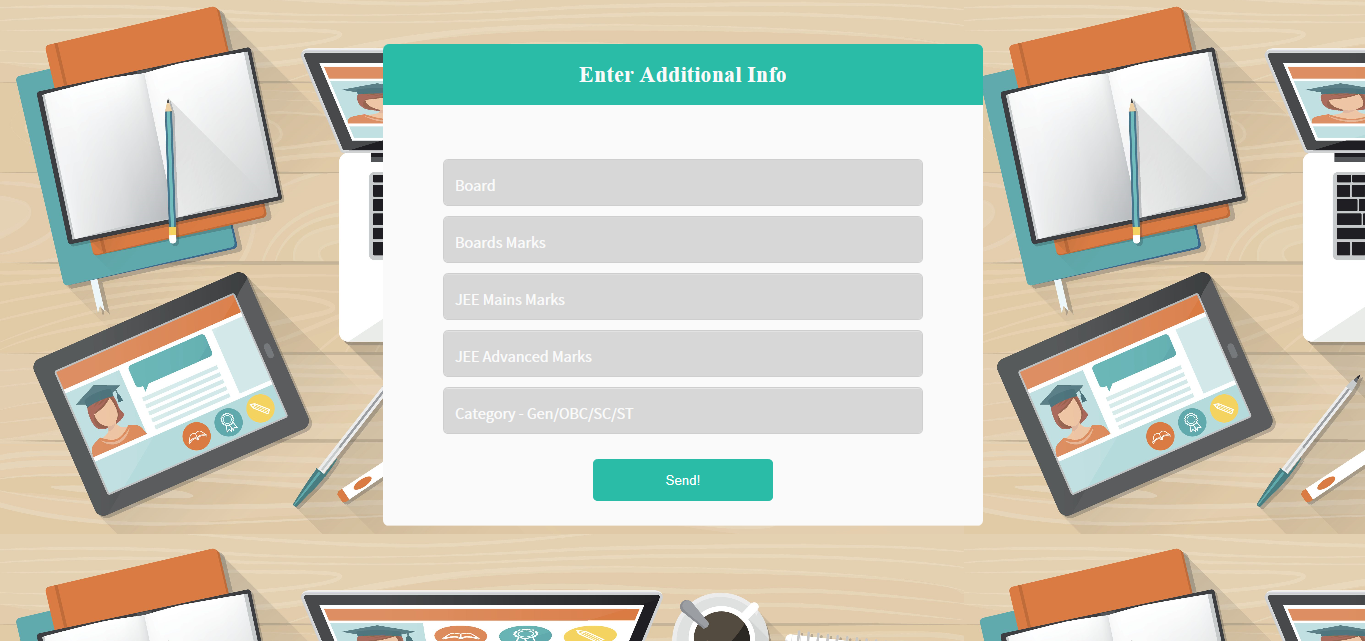 Enter Additional Info
Board
Boards Marks
JEE Mains Marks
JEE Advanced Marks
Category - Gen/OBC/SC/ST
Send!